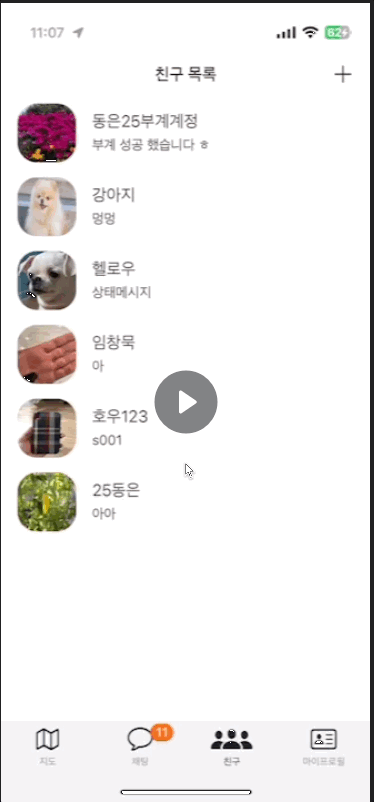 11:07
62
친구 목록
동은25부계계정
부계 성공 했습니다 ㅎ
강아지
멍멍
헬로우
상태메시지
임창묵
아
호우123
s001
25동은
아아
11
지도
채팅
친구
마이프로필